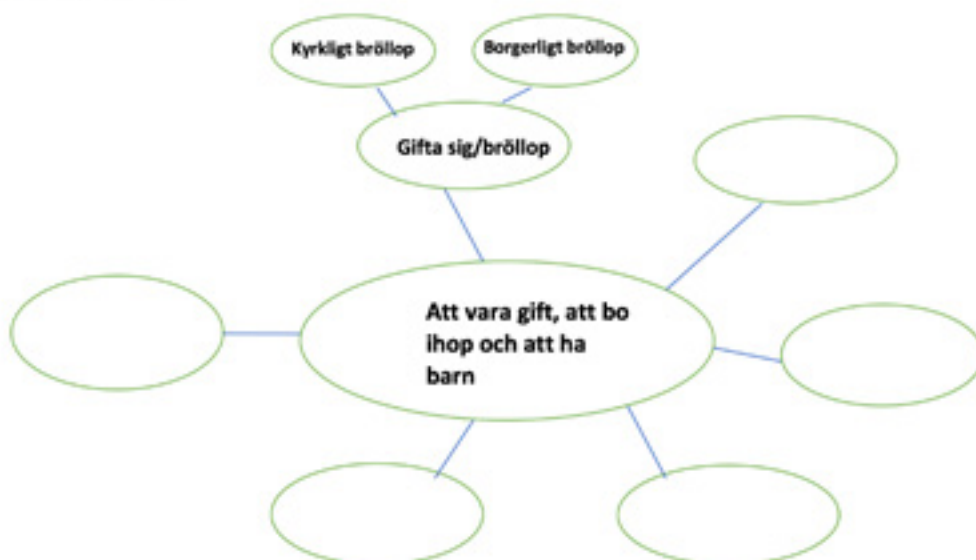 Kyrkligt bröllop
Borgerligt bröllop
Gifta sig/bröllop
Att vara gift, att bo
ihop och att ha
barn